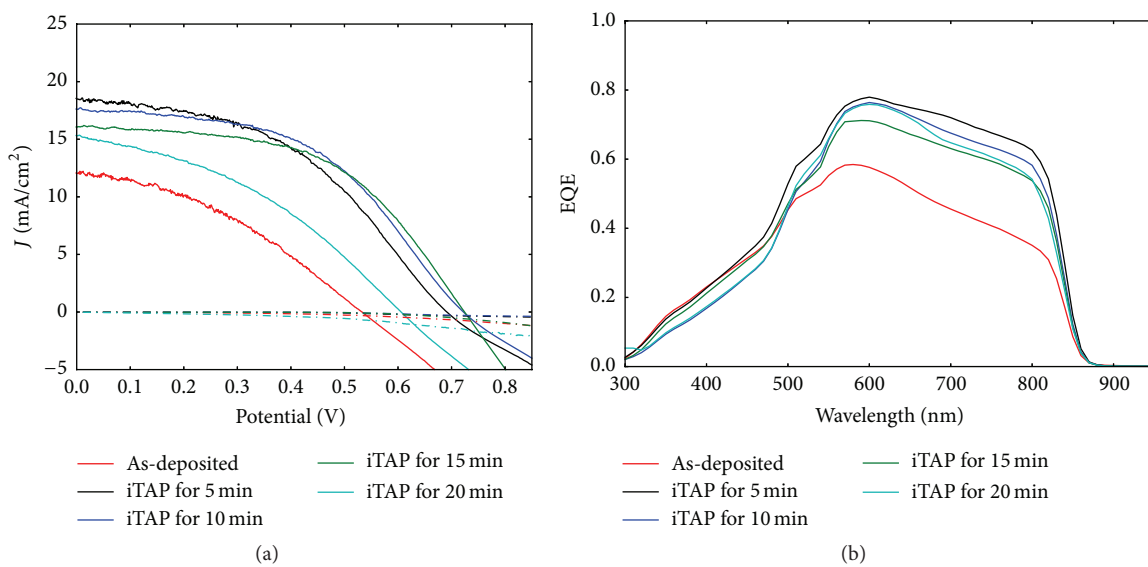 25
20
15
10
5
0
−5
J (mA/cm²)
0.0 0.1 0.2 0.3 0.4 0.5 0.6 0.7 0.8
Potential (V)
As-deposited
iTAP for 5 min
iTAP for 10 min
iTAP for 15 min
iTAP for 20 min
(a)
1.0
0.8
0.6
0.4
0.2
0.0
EQE
300 400 500 600 700 800 900
Wavelength (nm)
As-deposited
iTAP for 5 min
iTAP for 10 min
iTAP for 15 min
iTAP for 20 min
(b)